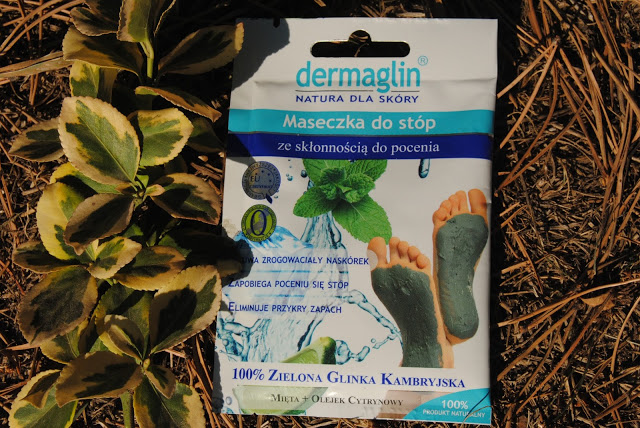 dermaglin®
NATURA DLA SKÓRY
Maseczka do stóp
ze skłonnością do pocenia
ZROGOWACIAŁY NASKÓREK
ZAPOBIEGA POCENIU SIĘ STÓP
ELIMINUJE PRZYKRY ZAPACH
100% ZIELONA GLINKA KAMBRYJSKA
MIĘTA + OLEJEK CYTRYNOWY
100%
PRODUKT NATURALNY